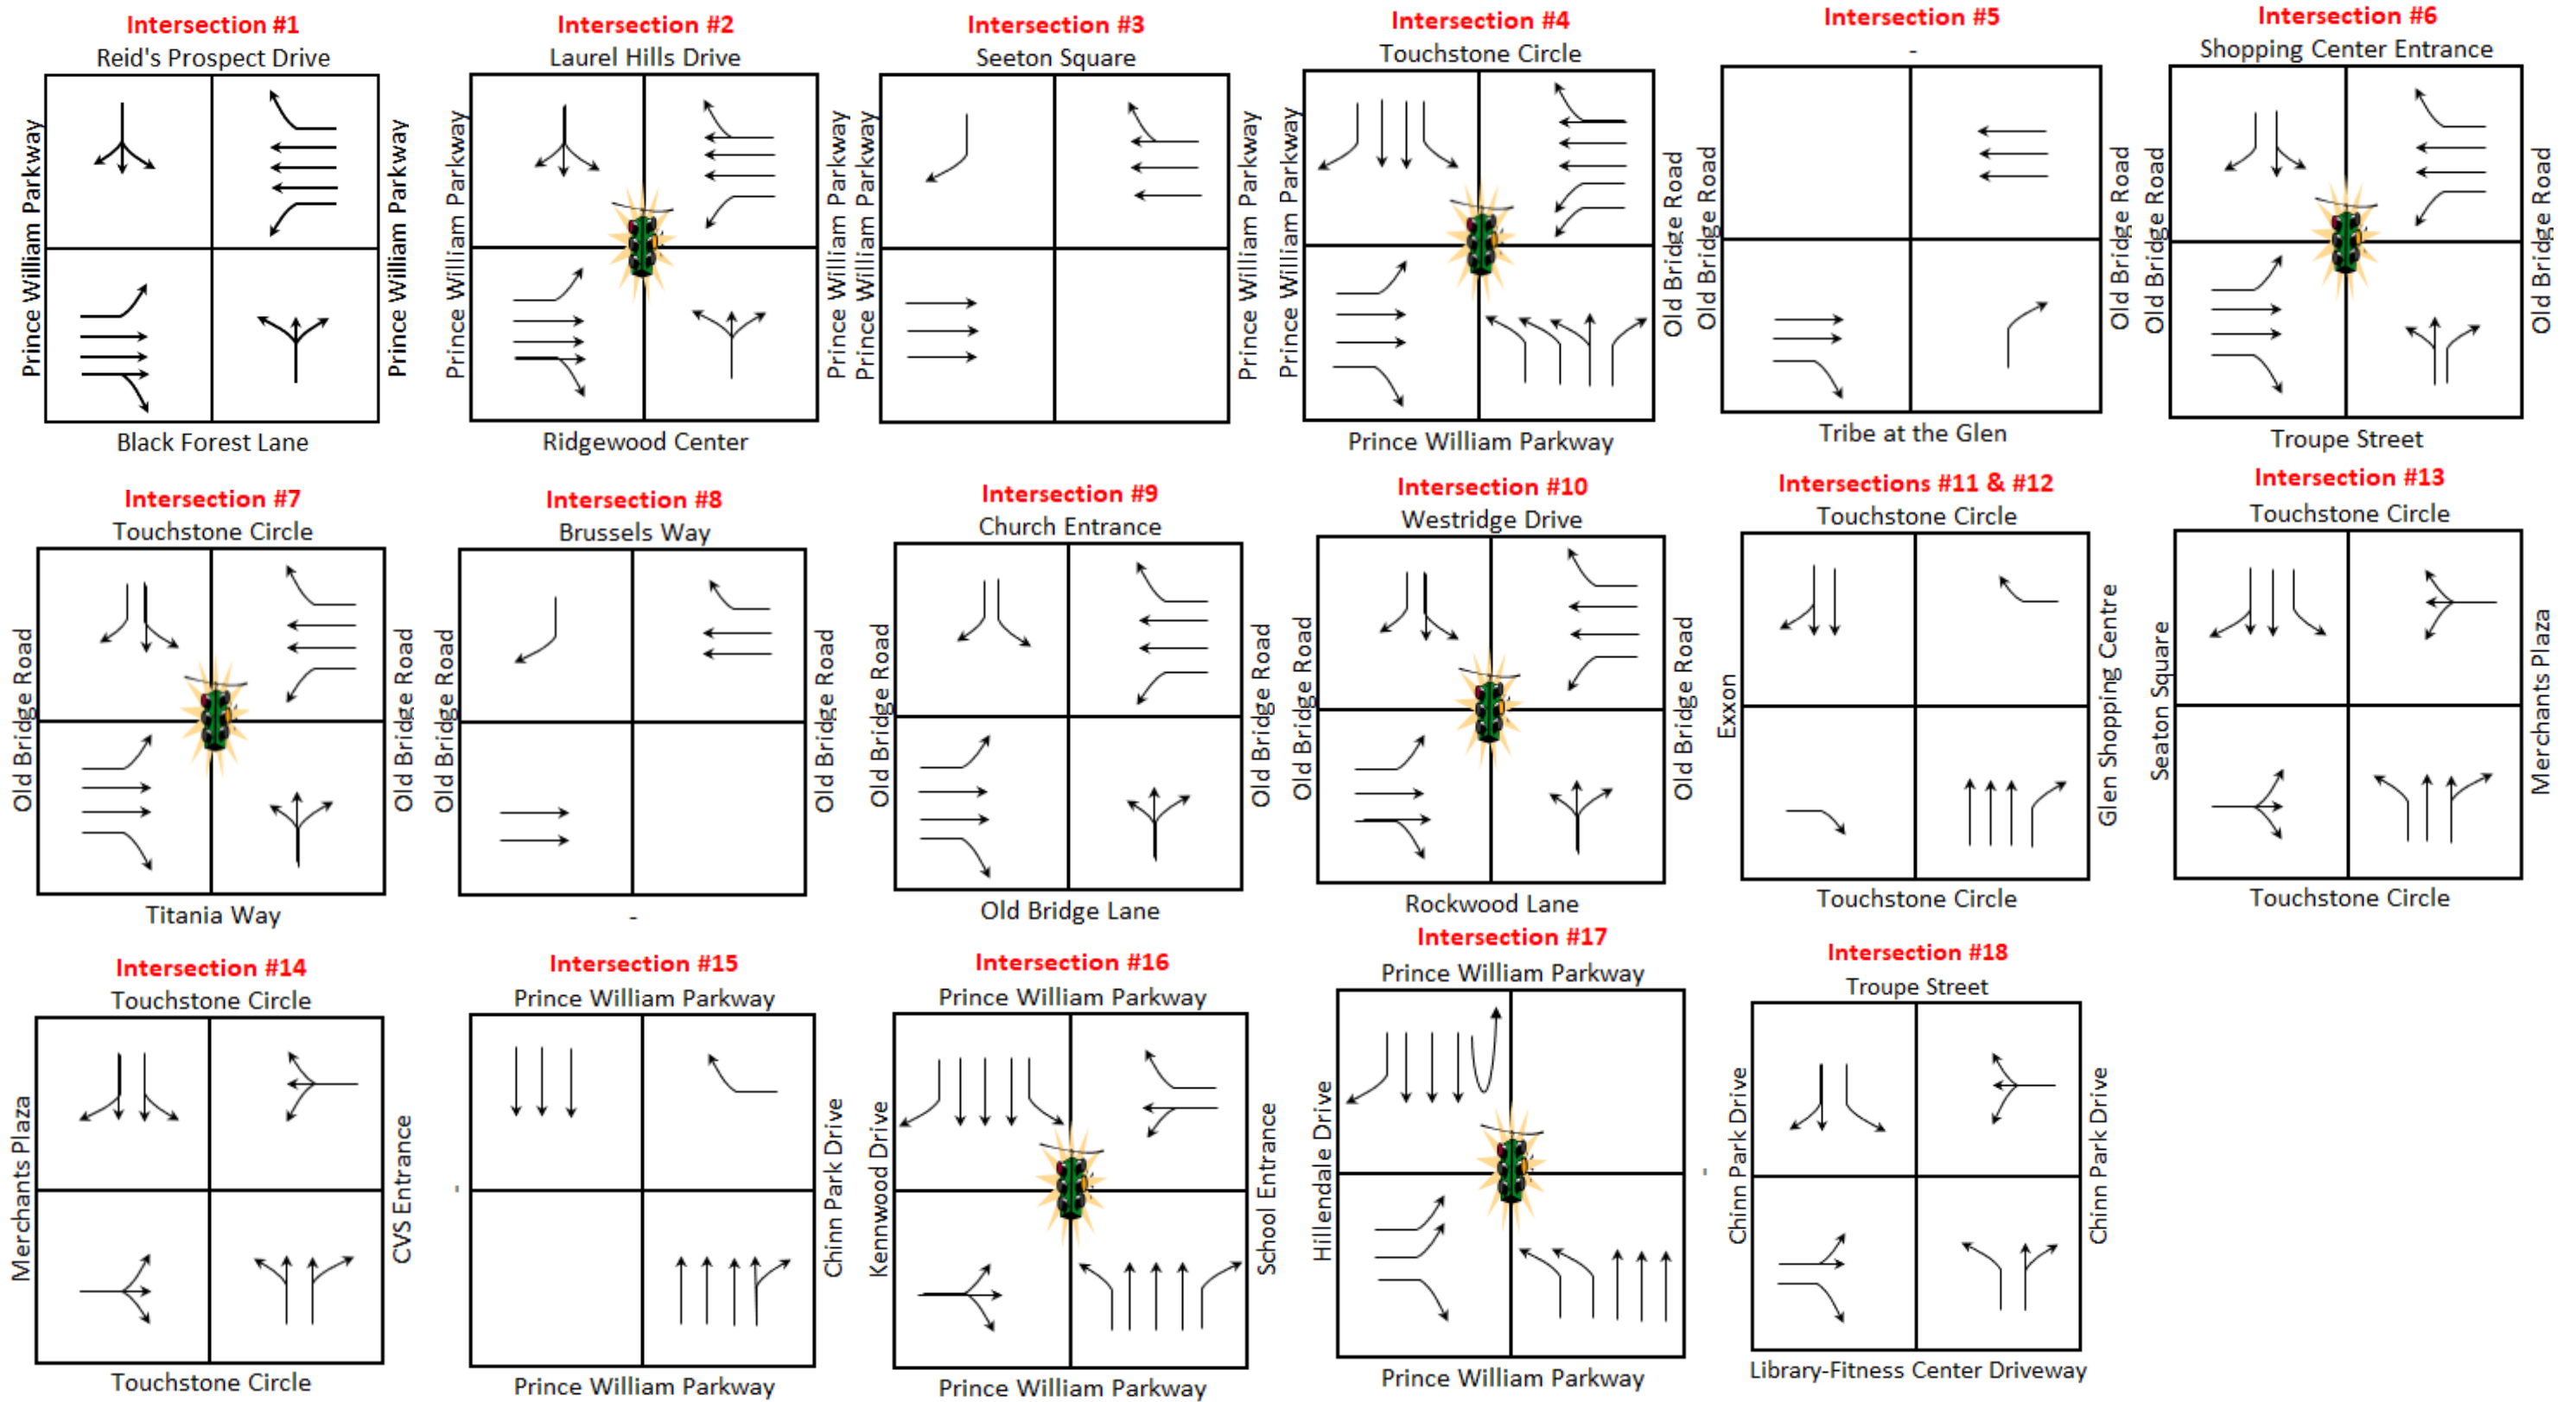 Intersection #1
Reid's Prospect Drive
Prince William Parkway
Prince William Parkway
Black Forest Lane
Intersection #2
Laurel Hills Drive
Prince William Parkway
Prince William Parkway
Ridgewood Center
Intersection #3
Seeton Square
Prince William Parkway
Prince William Parkway
Intersection #4
Touchstone Circle
Prince William Parkway
Old Bridge Road
Prince William Parkway
Intersection #5
-
Old Bridge Road
Old Bridge Road
Tribe at the Glen
Intersection #6
Shopping Center Entrance
Old Bridge Road
Old Bridge Road
Troupe Street
Intersection #7
Touchstone Circle
Old Bridge Road
Old Bridge Road
Titania Way
Intersection #8
Brussels Way
Old Bridge Road
Old Bridge Road
-
Intersection #9
Church Entrance
Old Bridge Road
Old Bridge Road
Old Bridge Lane
Intersection #10
Westridge Drive
Old Bridge Road
Old Bridge Road
Rockwood Lane
Intersections #11 & #12
Touchstone Circle
Exxon
Glen Shopping Centre
Touchstone Circle
Intersection #13
Touchstone Circle
Seaton Square
Merchants Plaza
Touchstone Circle
Intersection #14
Touchstone Circle
Merchants Plaza
CVS Entrance
Touchstone Circle
Intersection #15
Prince William Parkway
-
Chinn Park Drive
Prince William Parkway
Intersection #16
Prince William Parkway
Kennwood Drive
School Entrance
Prince William Parkway
Intersection #17
Prince William Parkway
Hillendale Drive
-
Prince William Parkway
Intersection #18
Troupe Street
Chinn Park Drive
Chinn Park Drive
Library-Fitness Center Driveway